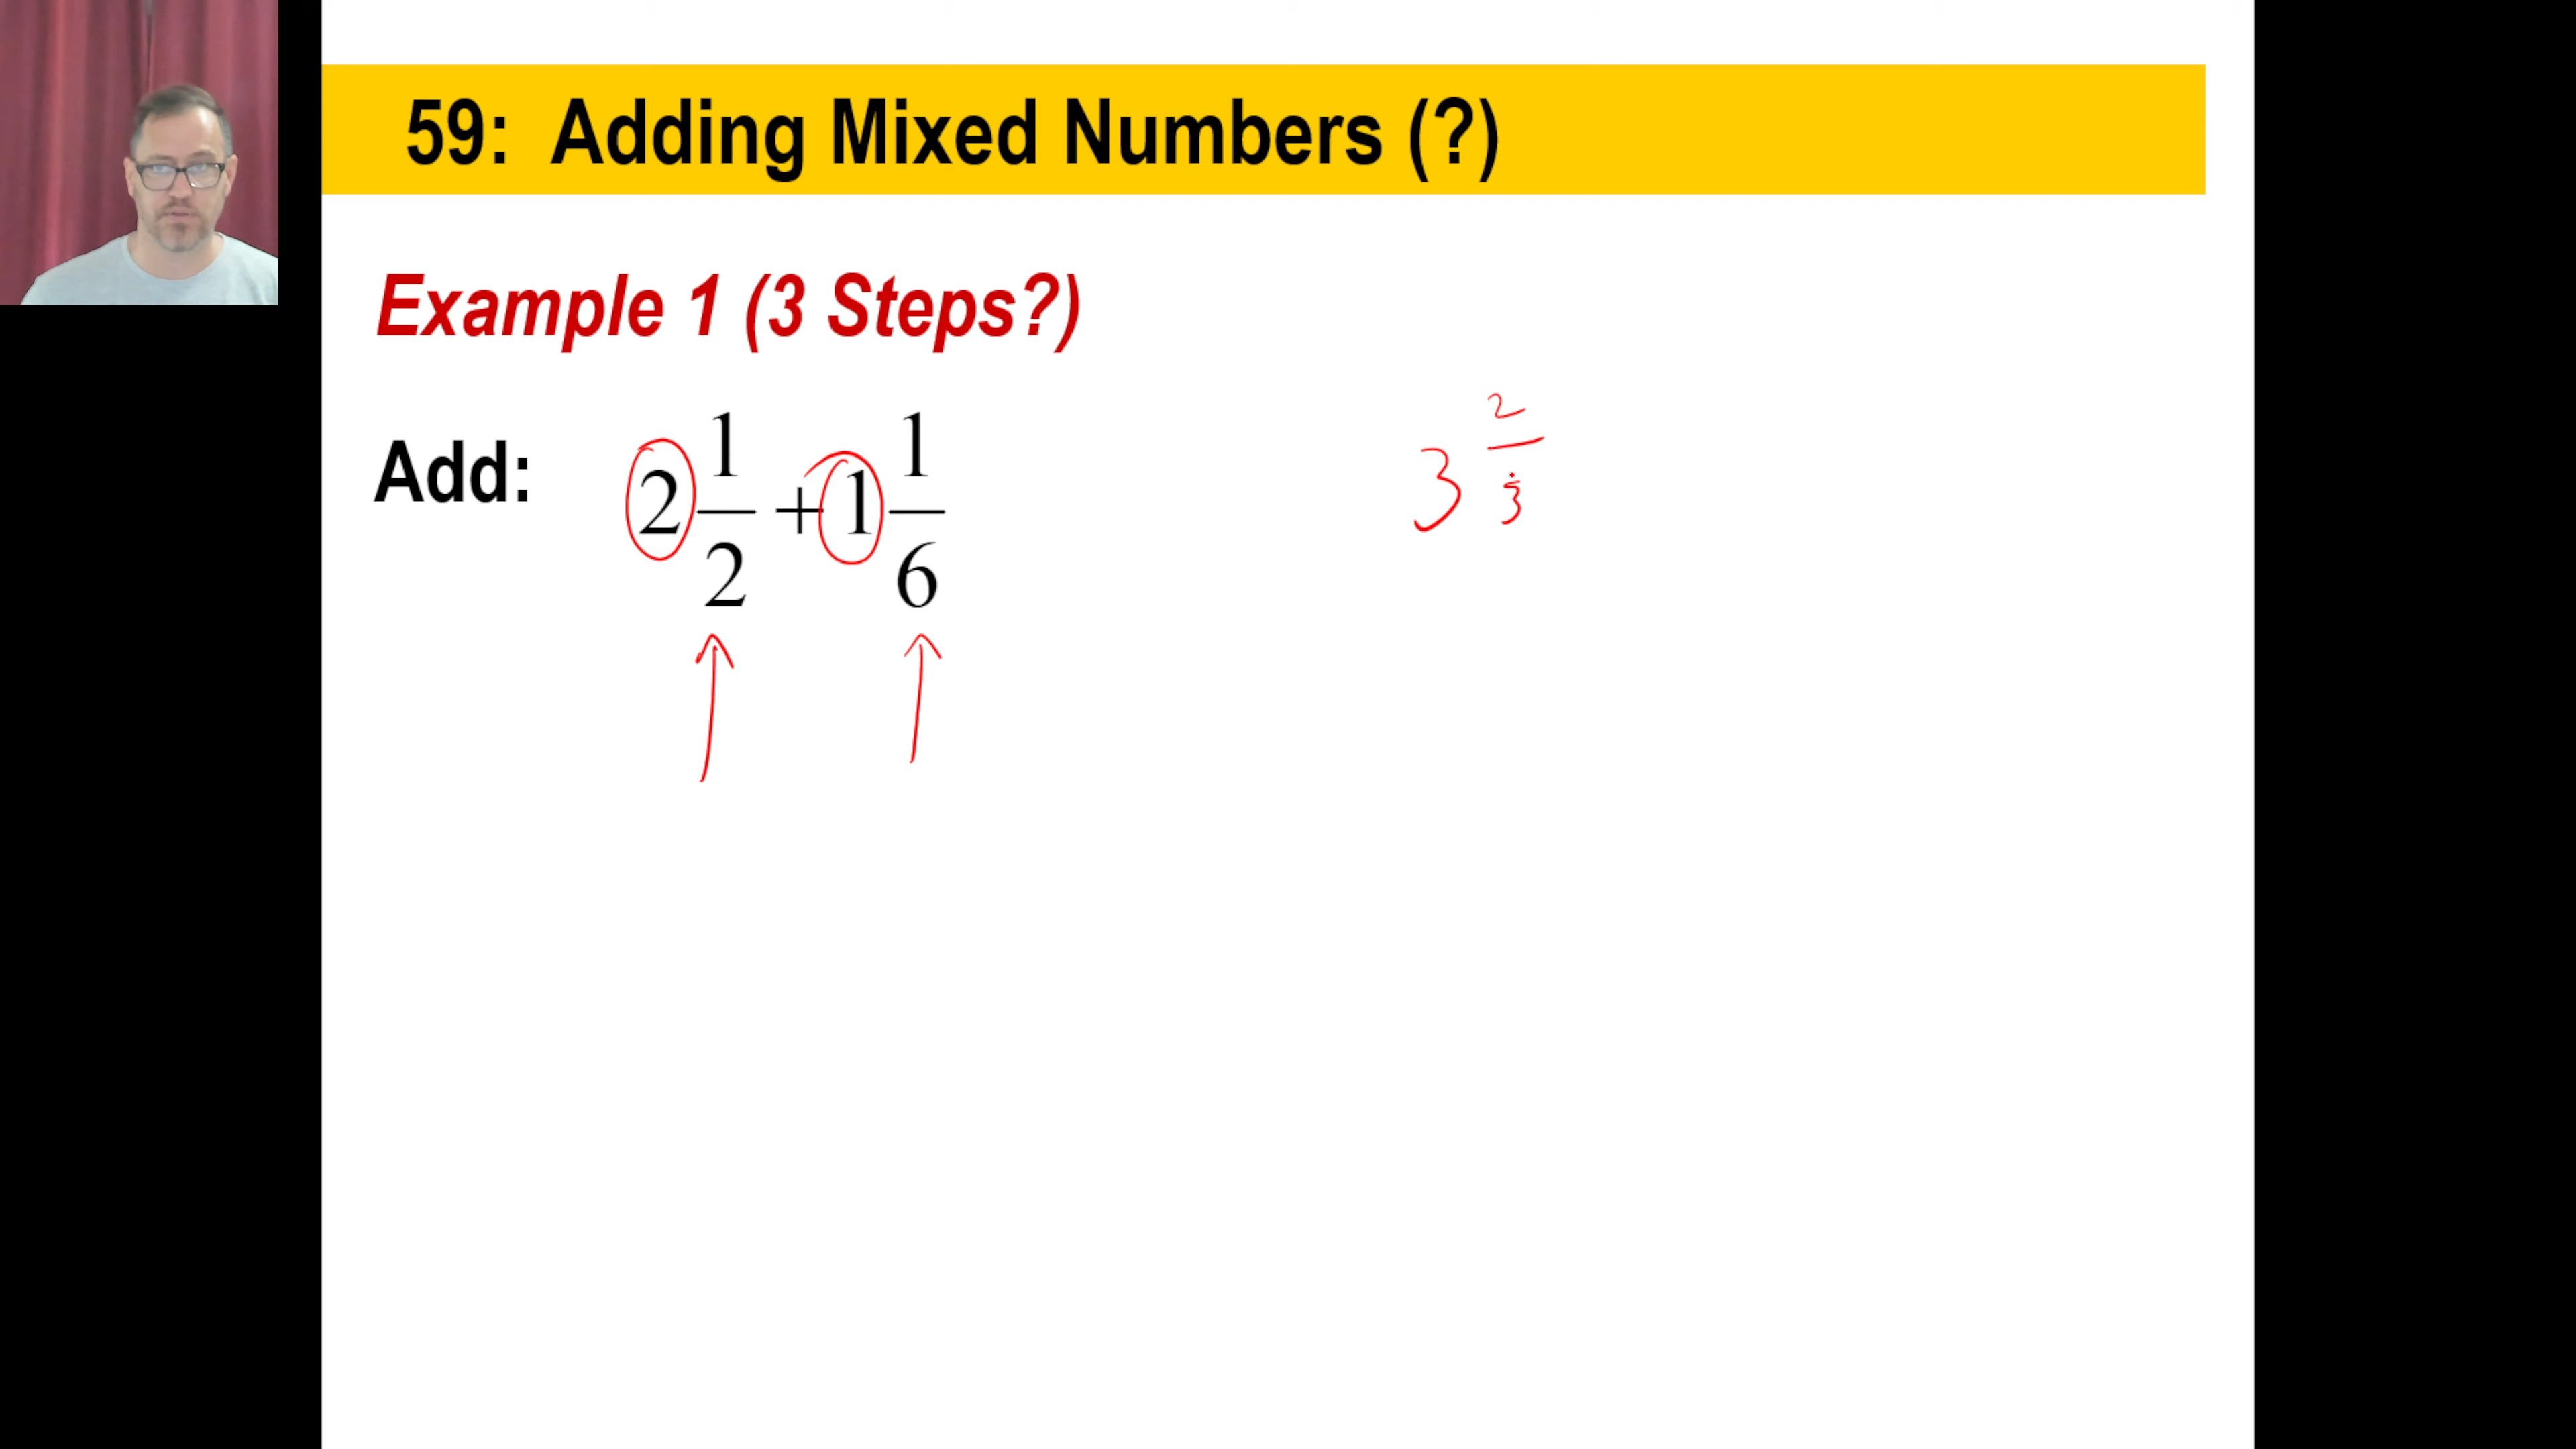 59: Adding Mixed Numbers (?)
Example 1 (3 Steps?)
Add: 2 1/2 + 1 1/6
3 2/3